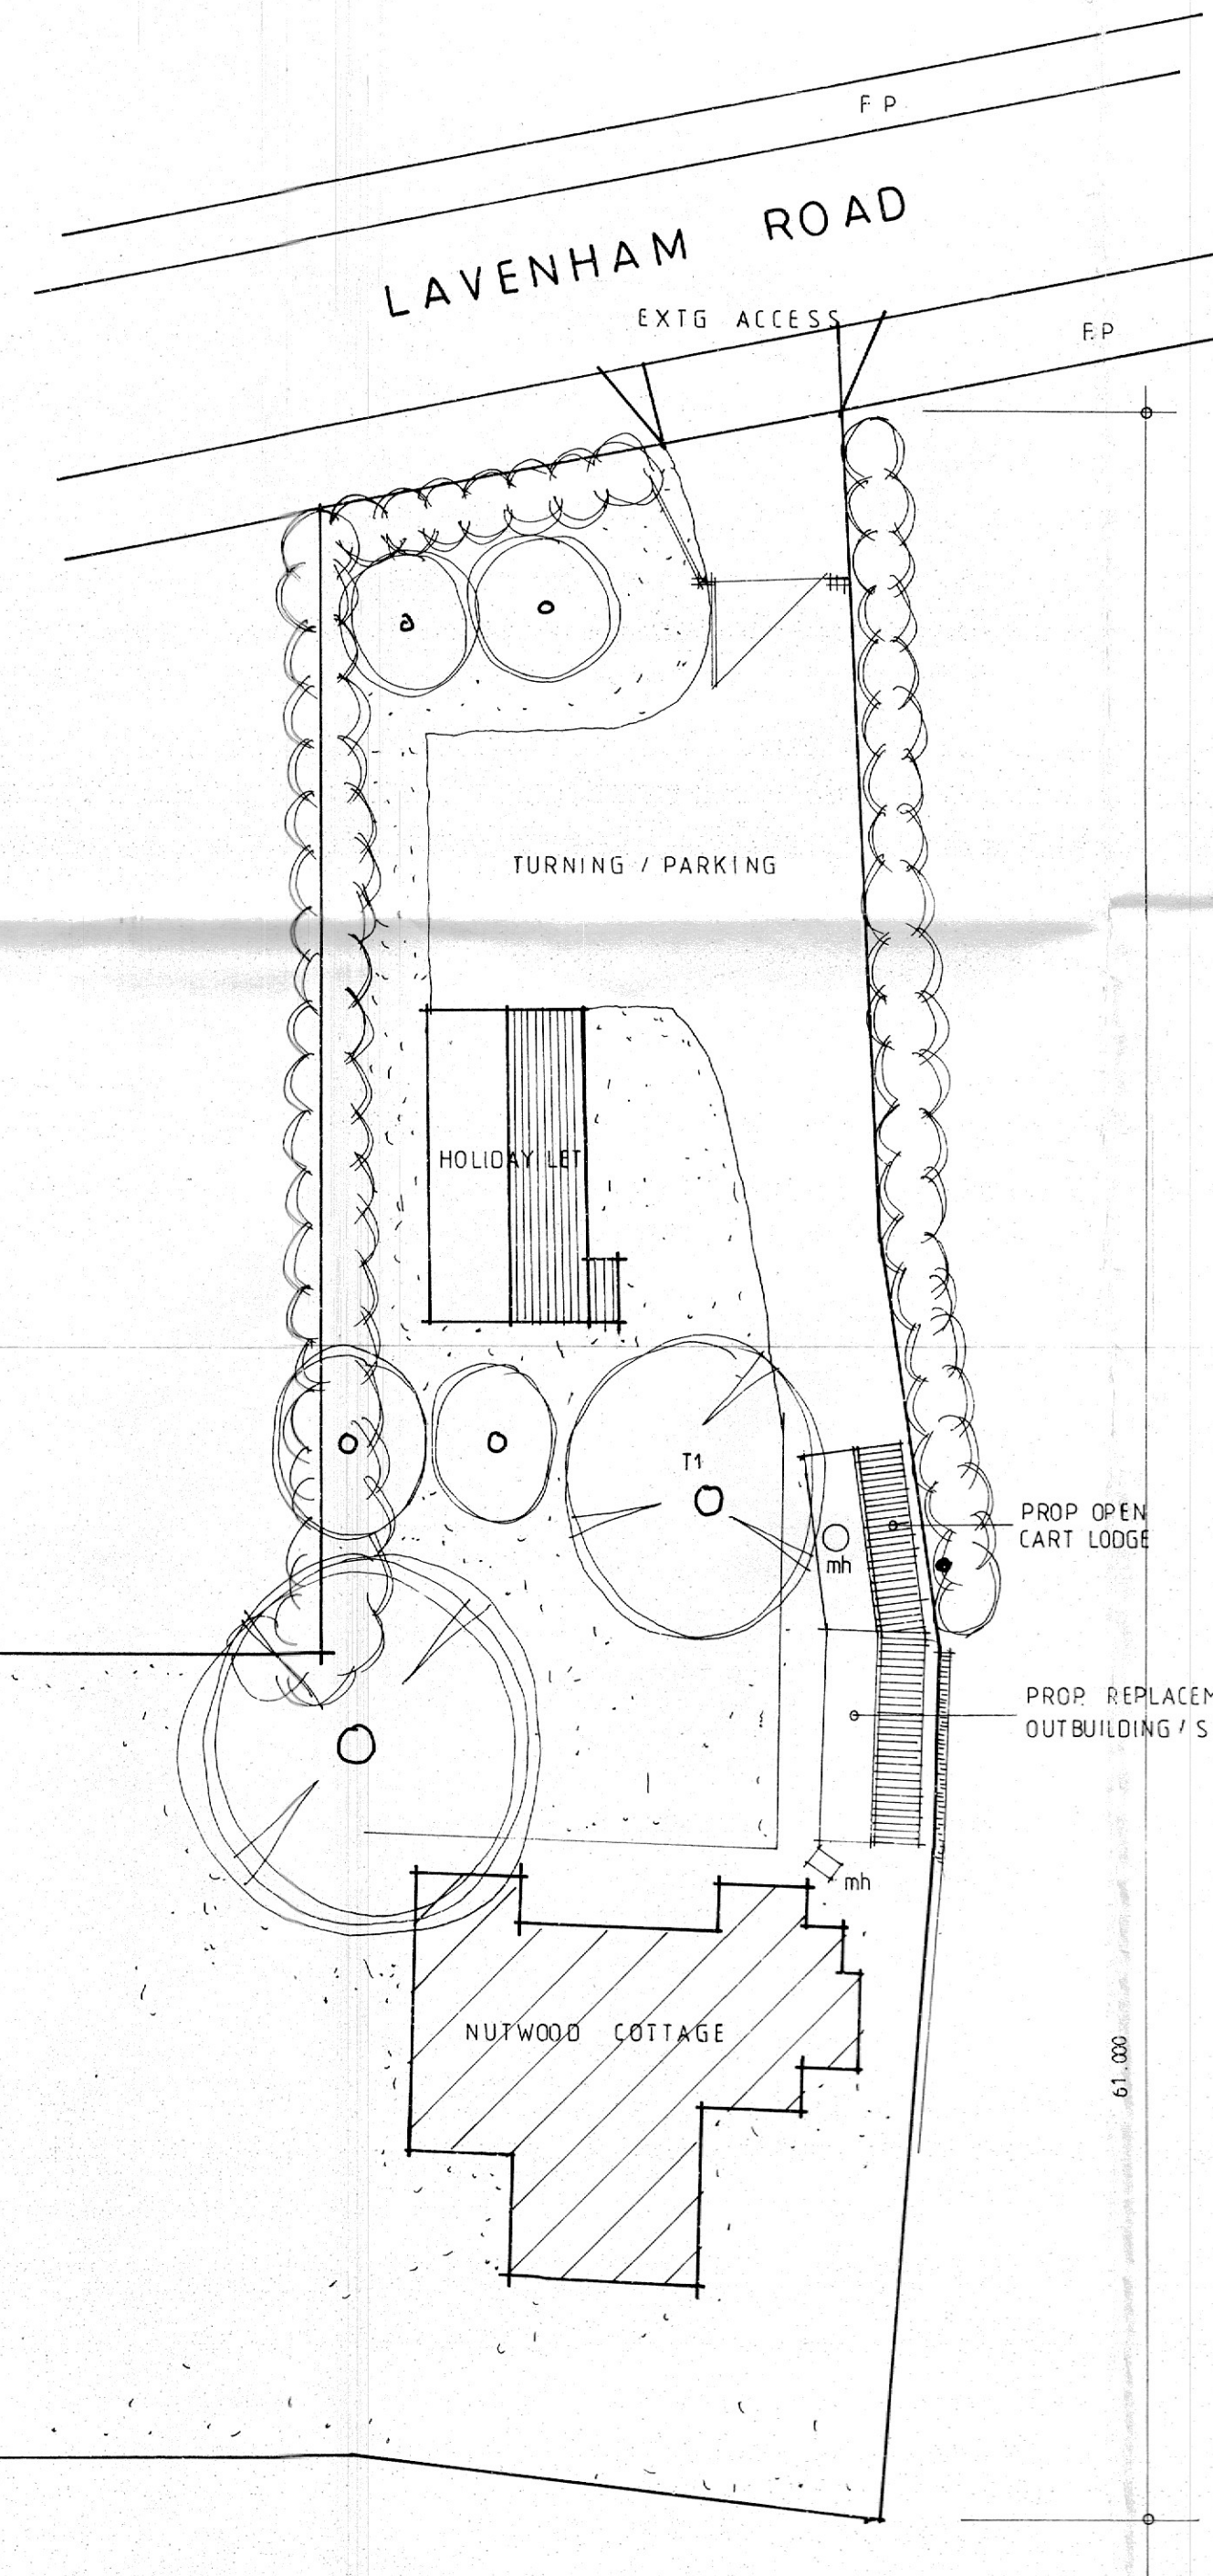 F P
LAVENHAM ROAD
EXTG ACCESS
F.P
TURNING / PARKING
HOLIDAY LET
T1
PROP OPEN
CART LODGE
mh
PROP. REPLACEM
OUTBUILDING / S
mh
NUTWOOD COTTAGE
61.000